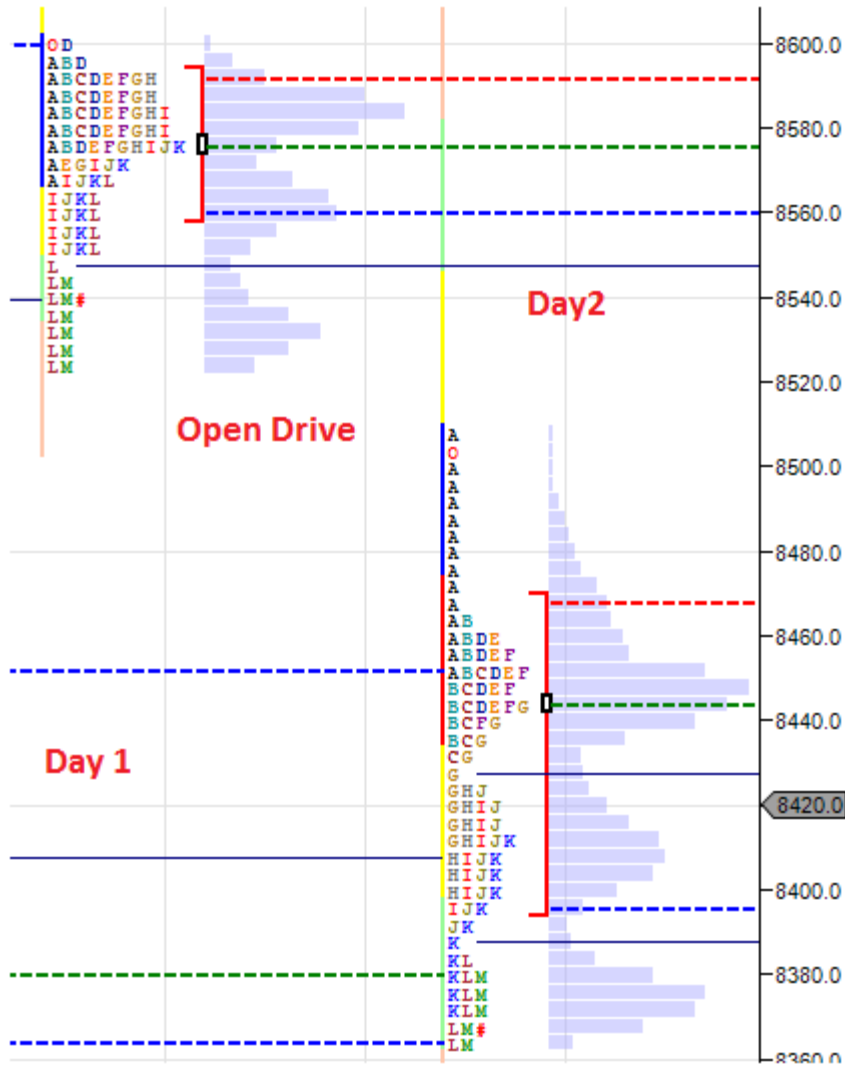 8600.0
OD
ABD
ABCDEFGH
ABCDEFGH
ABCDEFGHI
ABCDEFGHI
ABDEFGHIJK
AEGIJK
AIJKL
IJKL
IJKL
IJKL
IJKL
L
LM
LM#
LM
LM
LM
LM
8580.0
8560.0
8540.0
Day2
8520.0
Open Drive
A
O
A
A
A
A
A
A
A
A
A
AB
ABDE
ABDEF
ABCDEF
BCDEF
BCDEFG
BCFG
BCG
CG
G
GHJ
GHIJ
GHIJ
GHIJK
HIJK
HIJK
HIJK
IJK
JK
K
KL
KLM
KLM
KLM
LM#
LM
8500.0
8480.0
8460.0
8440.0
Day 1
8420.0
8400.0
8380.0
8360.0